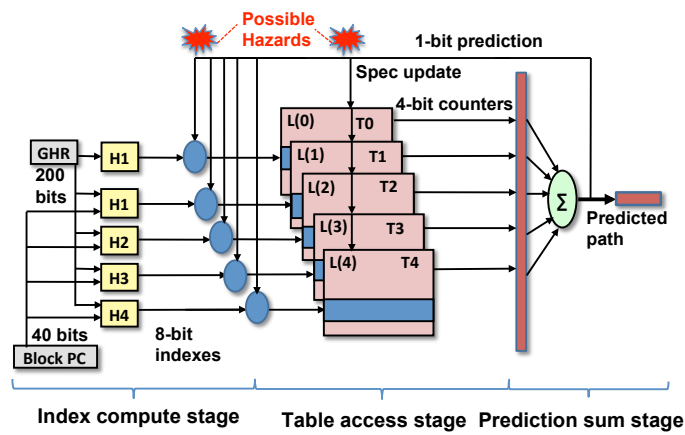 Possible
Hazards
1-bit prediction
Spec update
4-bit counters
L(0) T0
GHR
H1
L(1) T1
200
bits
H1
L(2) T2
Σ
H2
L(3) T3
Predicted
path
H3
L(4) T4
H4
40 bits
8-bit
indexes
Block PC
Index compute stage
Table access stage
Prediction sum stage